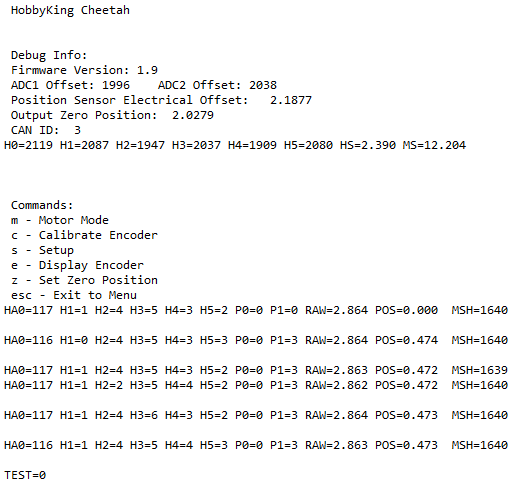 HobbyKing Cheetah
Debug Info:
Firmware Version: 1.9
ADC1 Offset: 1996    ADC2 Offset: 2038
Position Sensor Electrical Offset:   2.1877
Output Zero Position:  2.0279
CAN ID:  3
H0=2119 H1=2087 H2=1947 H3=2037 H4=1909 H5=2080 HS=2.390 MS=12.204
Commands:
m - Motor Mode
c - Calibrate Encoder
s - Setup
e - Display Encoder
z - Set Zero Position
esc - Exit to Menu
HA0=117 H1=1 H2=4 H3=5 H4=3 H5=2 P0=0 P1=0 RAW=2.864 POS=0.000  MSH=1640
HA0=116 H1=0 H2=4 H3=5 H4=3 H5=3 P0=0 P1=3 RAW=2.864 POS=0.474  MSH=1640
HA0=117 H1=1 H2=4 H3=5 H4=3 H5=2 P0=0 P1=3 RAW=2.863 POS=0.472  MSH=1639
HA0=117 H1=1 H2=2 H3=5 H4=4 H5=2 P0=0 P1=3 RAW=2.862 POS=0.472  MSH=1640
HA0=117 H1=1 H2=4 H3=6 H4=3 H5=2 P0=0 P1=3 RAW=2.864 POS=0.473  MSH=1640
HA0=116 H1=1 H2=4 H3=5 H4=4 H5=3 P0=0 P1=3 RAW=2.863 POS=0.473  MSH=1640
TEST=0